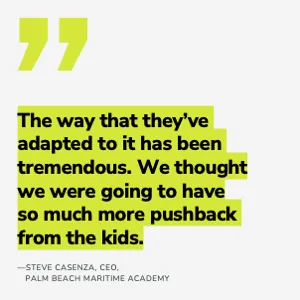 ”
The way that they’ve
adapted to it has been
tremendous. We thought
we were going to have
so much more pushback
from the kids.
—STEVE CASENZA, CEO,
PALM BEACH MARITIME ACADEMY